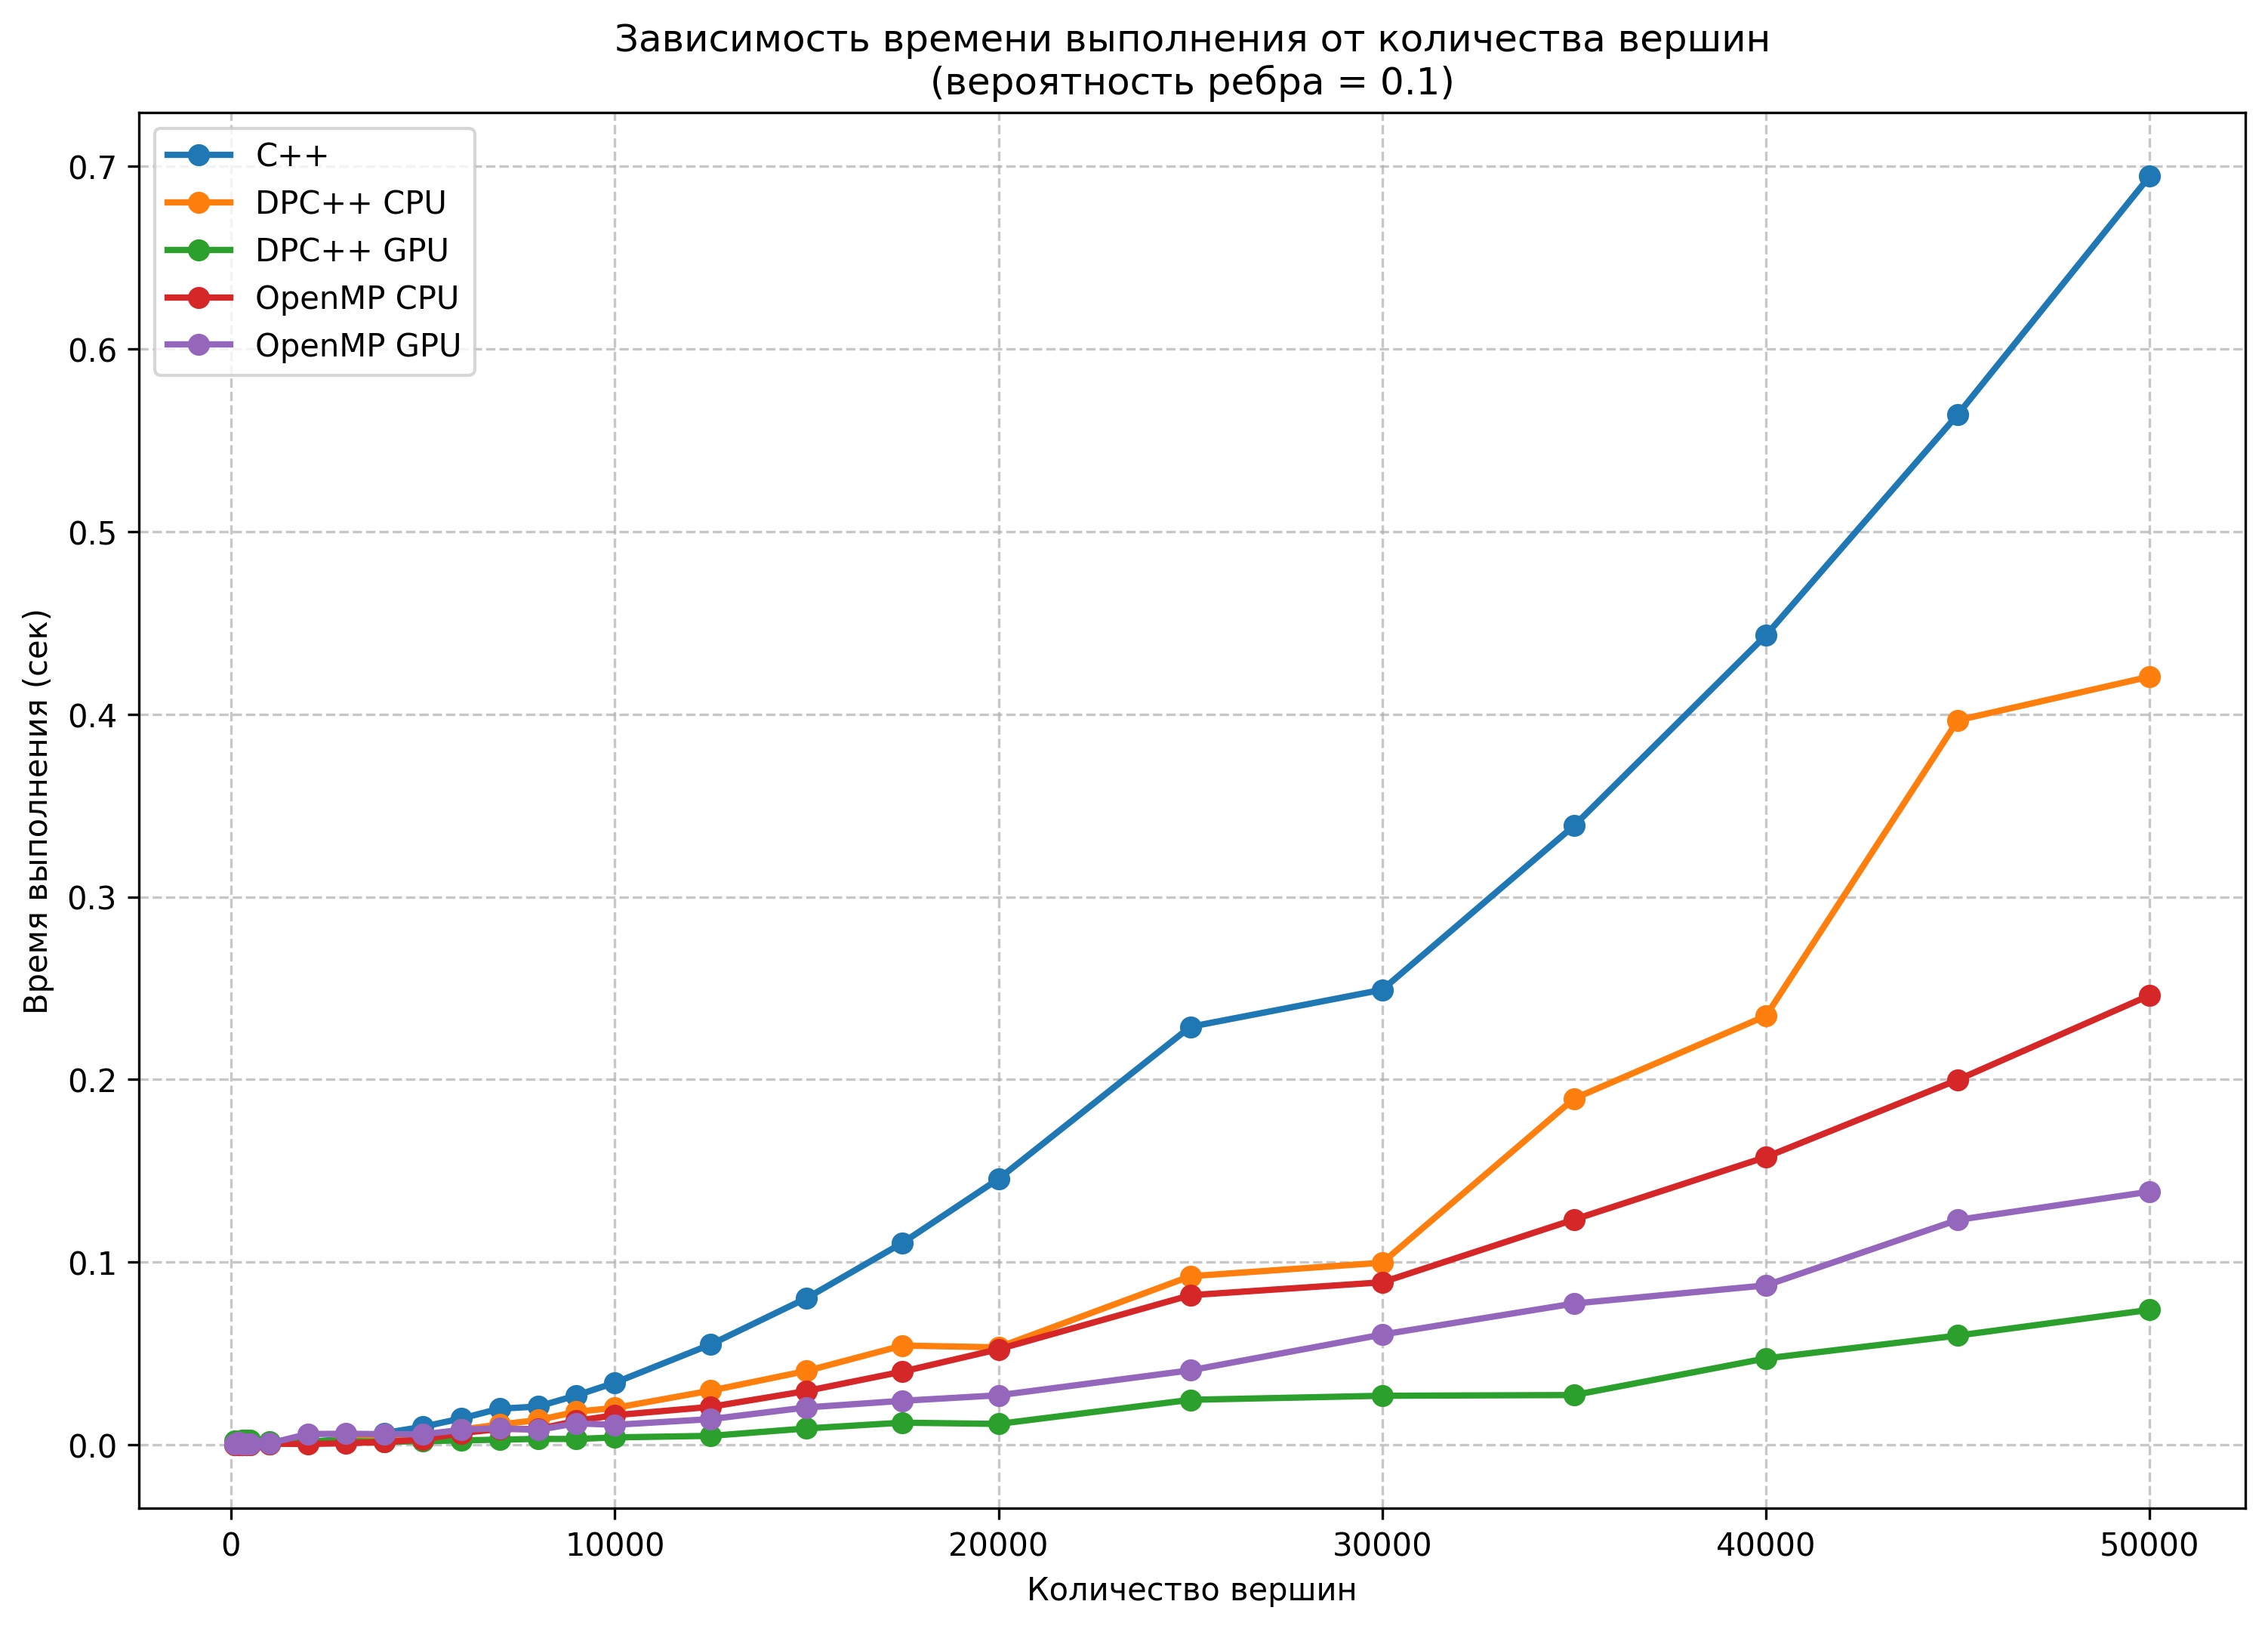 Зависимость времени выполнения от количества вершин
(вероятность ребра = 0.1)
C++
DPC++ CPU
DPC++ GPU
OpenMP CPU
OpenMP GPU
0.7
0.6
0.5
0.4
0.3
0.2
0.1
0.0
Время выполнения (сек)
0 10000 20000 30000 40000 50000
Количество вершин